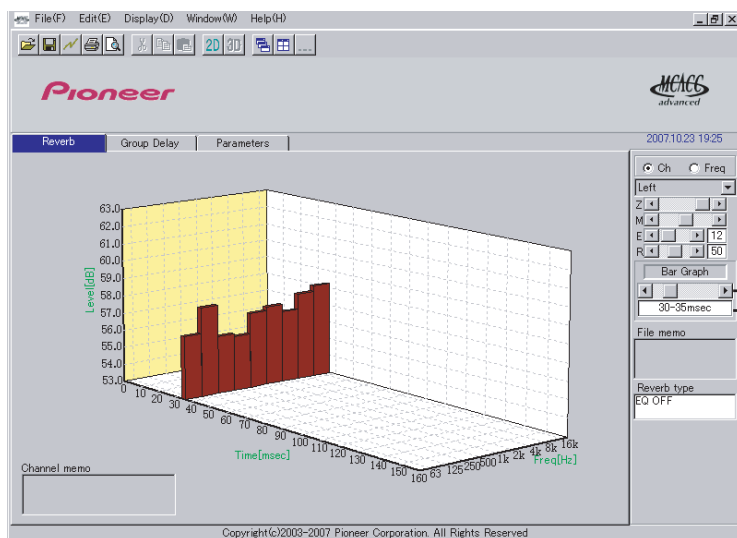 File(F) Edit(E) Display(D) Window(W) Help(H)
2D 3D ...
Pioneer
MCACC
advanced
Reverb Group Delay Parameters
2007.10.23 19:25
Ch Freq
Left
Z
M
E 12
R 50
Bar Graph
30-35msec
File memo
Reverb type
EQ OFF
63.0
62.0
61.0
60.0
59.0
58.0
57.0
56.0
55.0
54.0
53.0
Level[dB]
0 10 20 30 40 50 60 70 80 90 100 110 120 130 140 150 160
Time[msec]
63 125 250 500 1k 2k 4k 8k 16k
Freq[Hz]
Channel memo
Copyright(c)2003-2007 Pioneer Corporation. All Rights Reserved